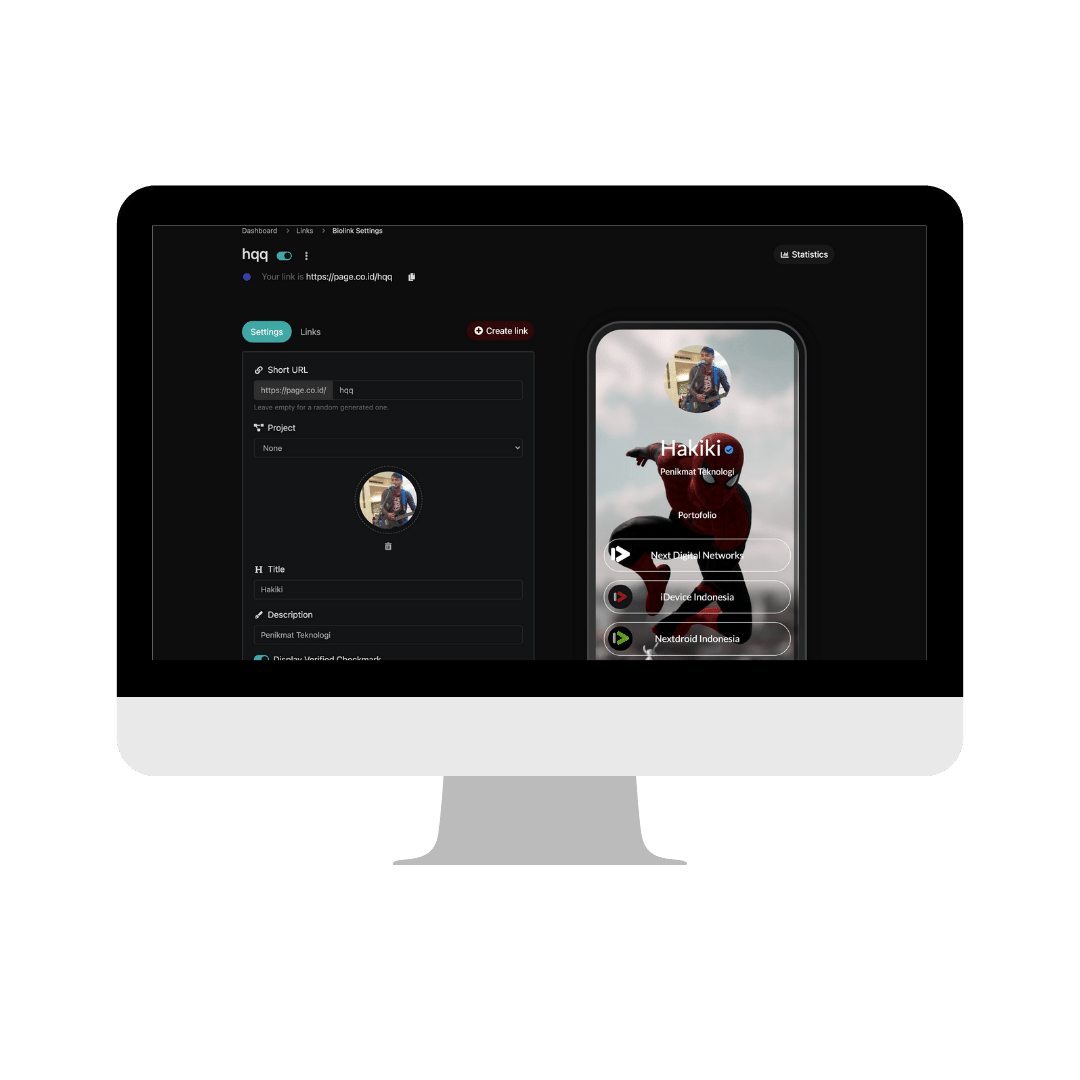 Dashboard > Links > Biolink Settings
hqq
Statistics
Your link is https://page.co.id/hqq
Settings
Links
Create link
Short URL
https://page.co.id/ hqq
Leave empty for a random generated one.
Project
None
Title
Hakiki
Description
Penikmat Teknologi
Display Verified Checkmark
Hakiki
Penikmat Teknologi
Portofolio
Next Digital Networks
iDevice Indonesia
Nextdroid Indonesia